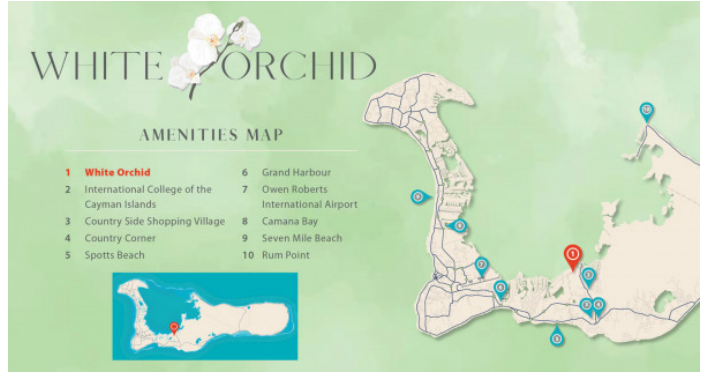 WHITE ORCHID
AMENITIES MAP
1 White Orchid
2 International College of the
Cayman Islands
3 Country Side Shopping Village
4 Country Corner
5 Spotts Beach
6 Grand Harbour
7 Owen Roberts
International Airport
8 Camana Bay
9 Seven Mile Beach
10 Rum Point
10
1